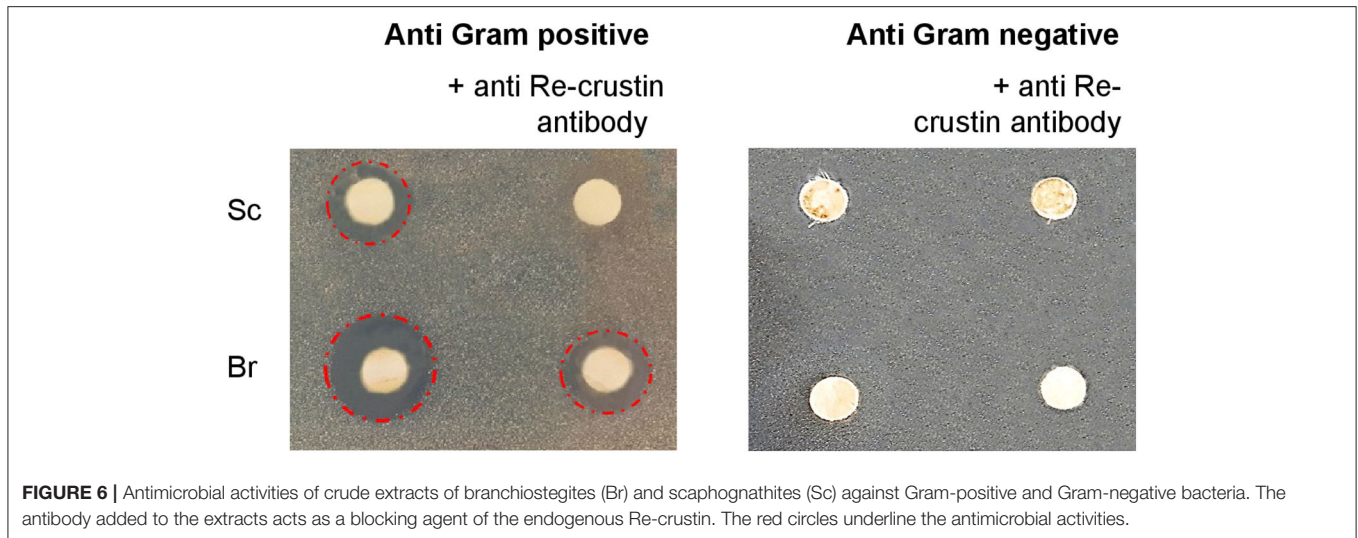 Anti Gram positive
Anti Gram negative
+ anti Re-crustin
antibody
+ anti Re-
crustin antibody
Sc
Br
FIGURE 6 | Antimicrobial activities of crude extracts of branchiostegites (Br) and scaphognathites (Sc) against Gram-positive and Gram-negative bacteria. The
antibody added to the extracts acts as a blocking agent of the endogenous Re-crustin. The red circles underline the antimicrobial activities.